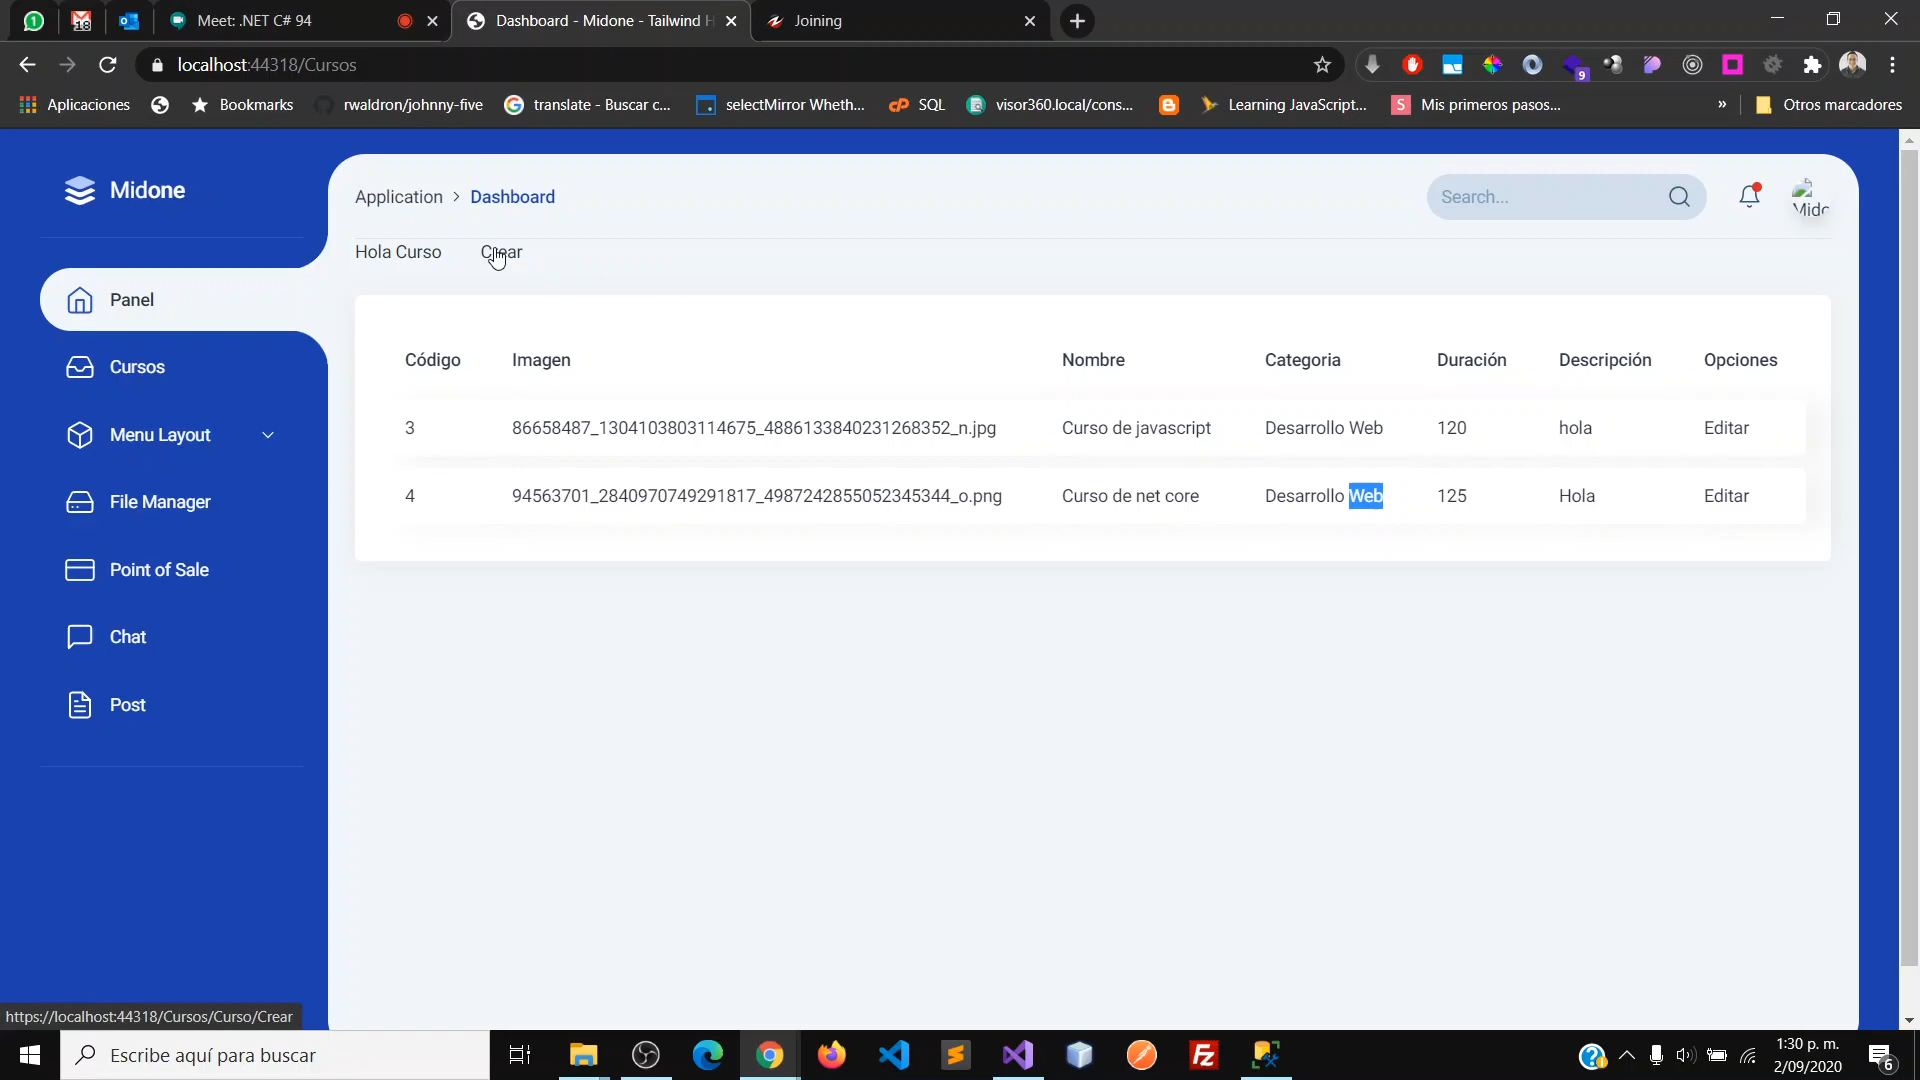 Meet: .NET C# 94
Dashboard - Midone - Tailwind H
Joining
18
localhost:44318/Cursos
9
Aplicaciones
Bookmarks
rwaldron/johnny-five
translate - Buscar c...
selectMirror Wheth...
SQL
visor360.local/cons...
Learning JavaScript...
Mis primeros pasos...
»
Otros marcadores
Midone
Application > Dashboard
Search...
Mido
Hola Curso
Crear
Panel
Cursos
Menu Layout
File Manager
Point of Sale
Chat
Post
Código Imagen Nombre Categoria Duración Descripción Opciones
3 86658487_1304103803114675_4886133840231268352_n.jpg Curso de javascript Desarrollo Web 120 hola Editar
4 94563701_2840970749291817_4987242855052345344_o.png Curso de net core Desarrollo Web 125 Hola Editar
https://localhost:44318/Cursos/Curso/Crear
Escribe aquí para buscar
1:30 p. m.
2/09/2020
6